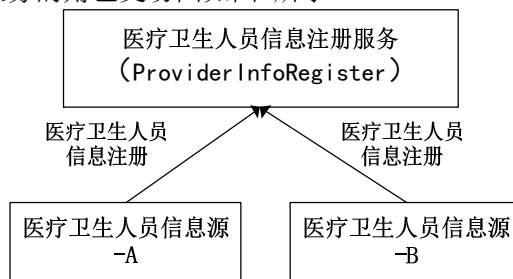 医疗卫生人员信息注册服务
（ProviderInfoRegister）
医疗卫生人员
信息注册
医疗卫生人员
信息注册
医疗卫生人员信息源
-A
医疗卫生人员信息源
-B